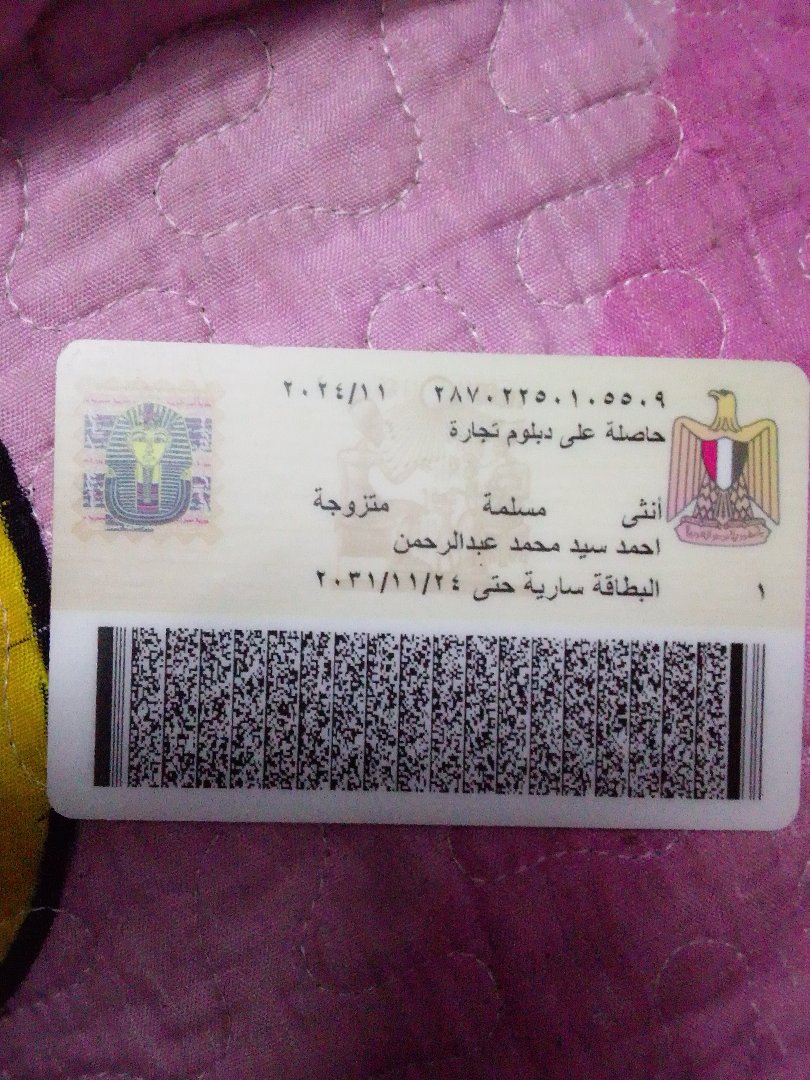 ٢٨٧٠٢٢٥٠١٠٥٥٠٩ ٢٠٢٤/١١
حاصلة على دبلوم تجارة
أنثى مسلمة متزوجة
احمد سيد محمد عبدالرحمن
البطاقة سارية حتى ٢٠٣١/١١/٢٤
١